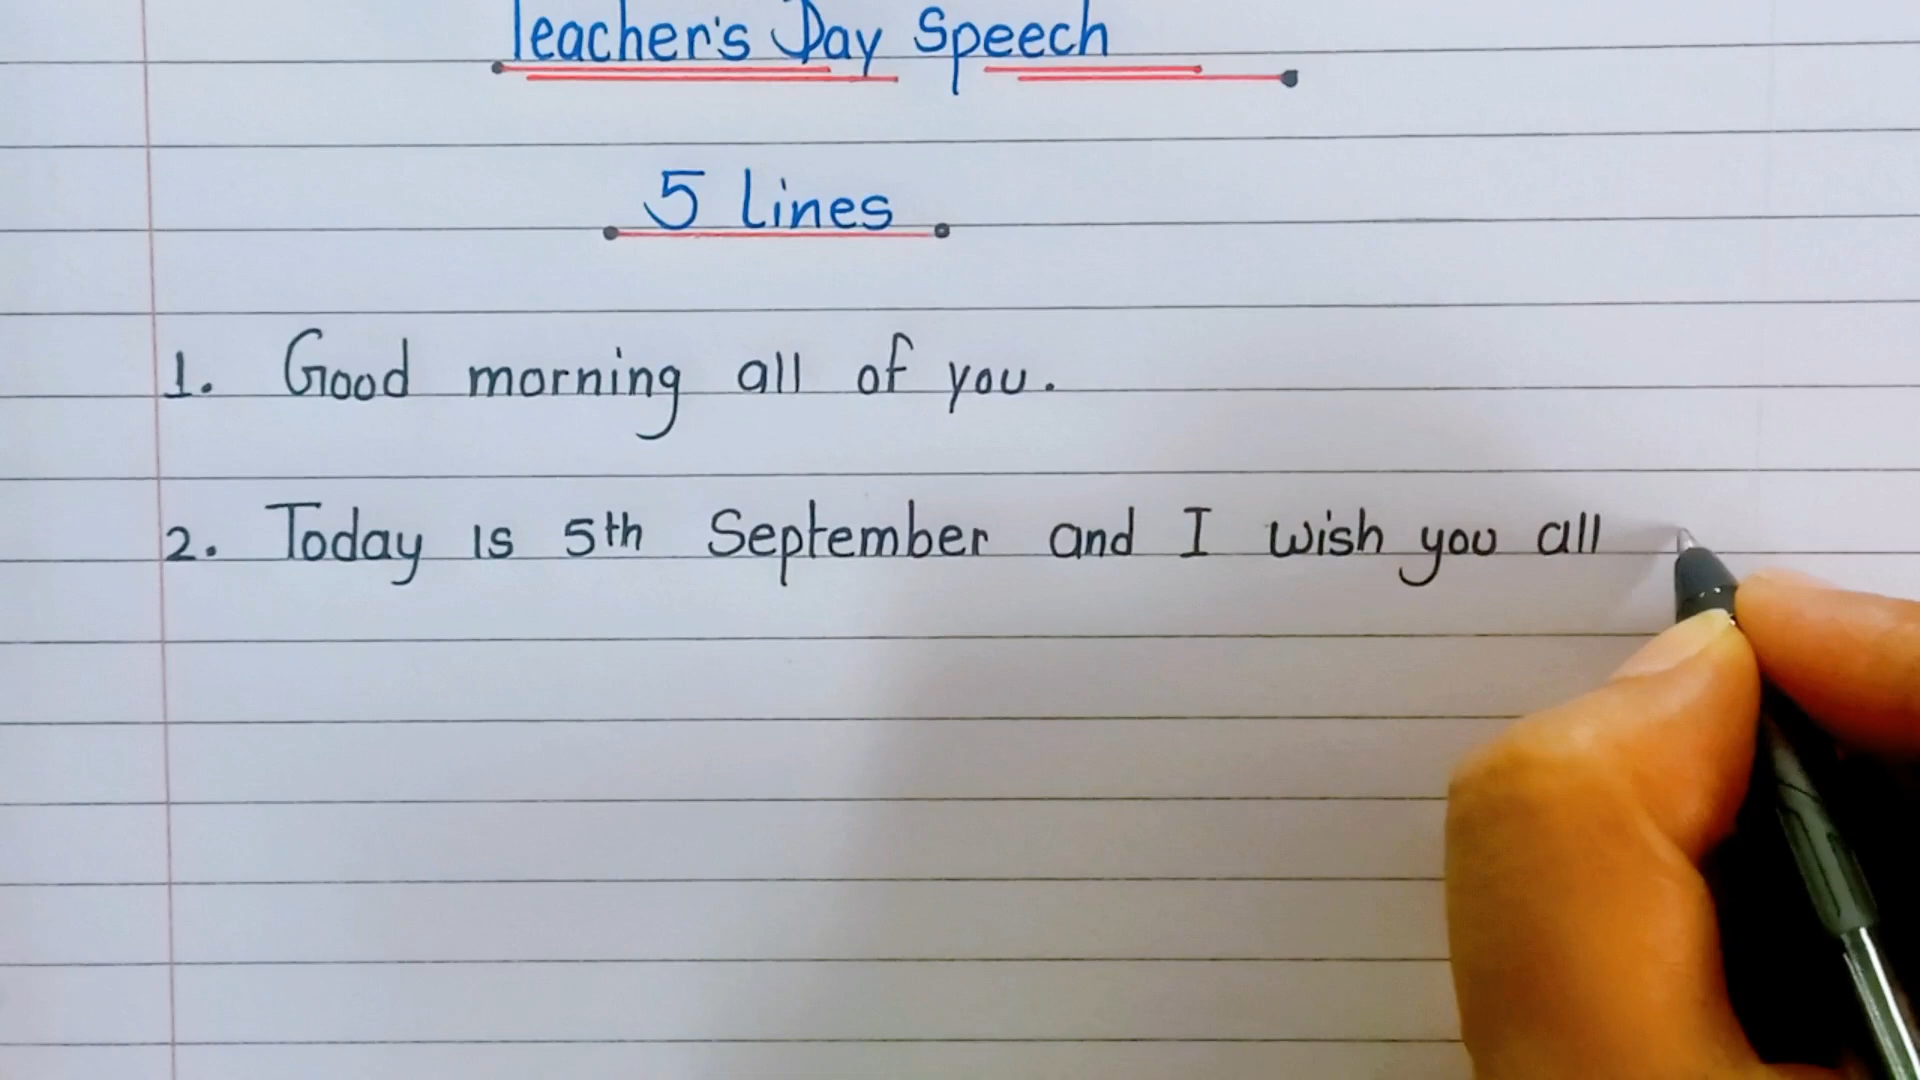 Teacher's Day Speech
5 Lines
1. Good morning all of you.
2. Today is 5th September and I wish you all